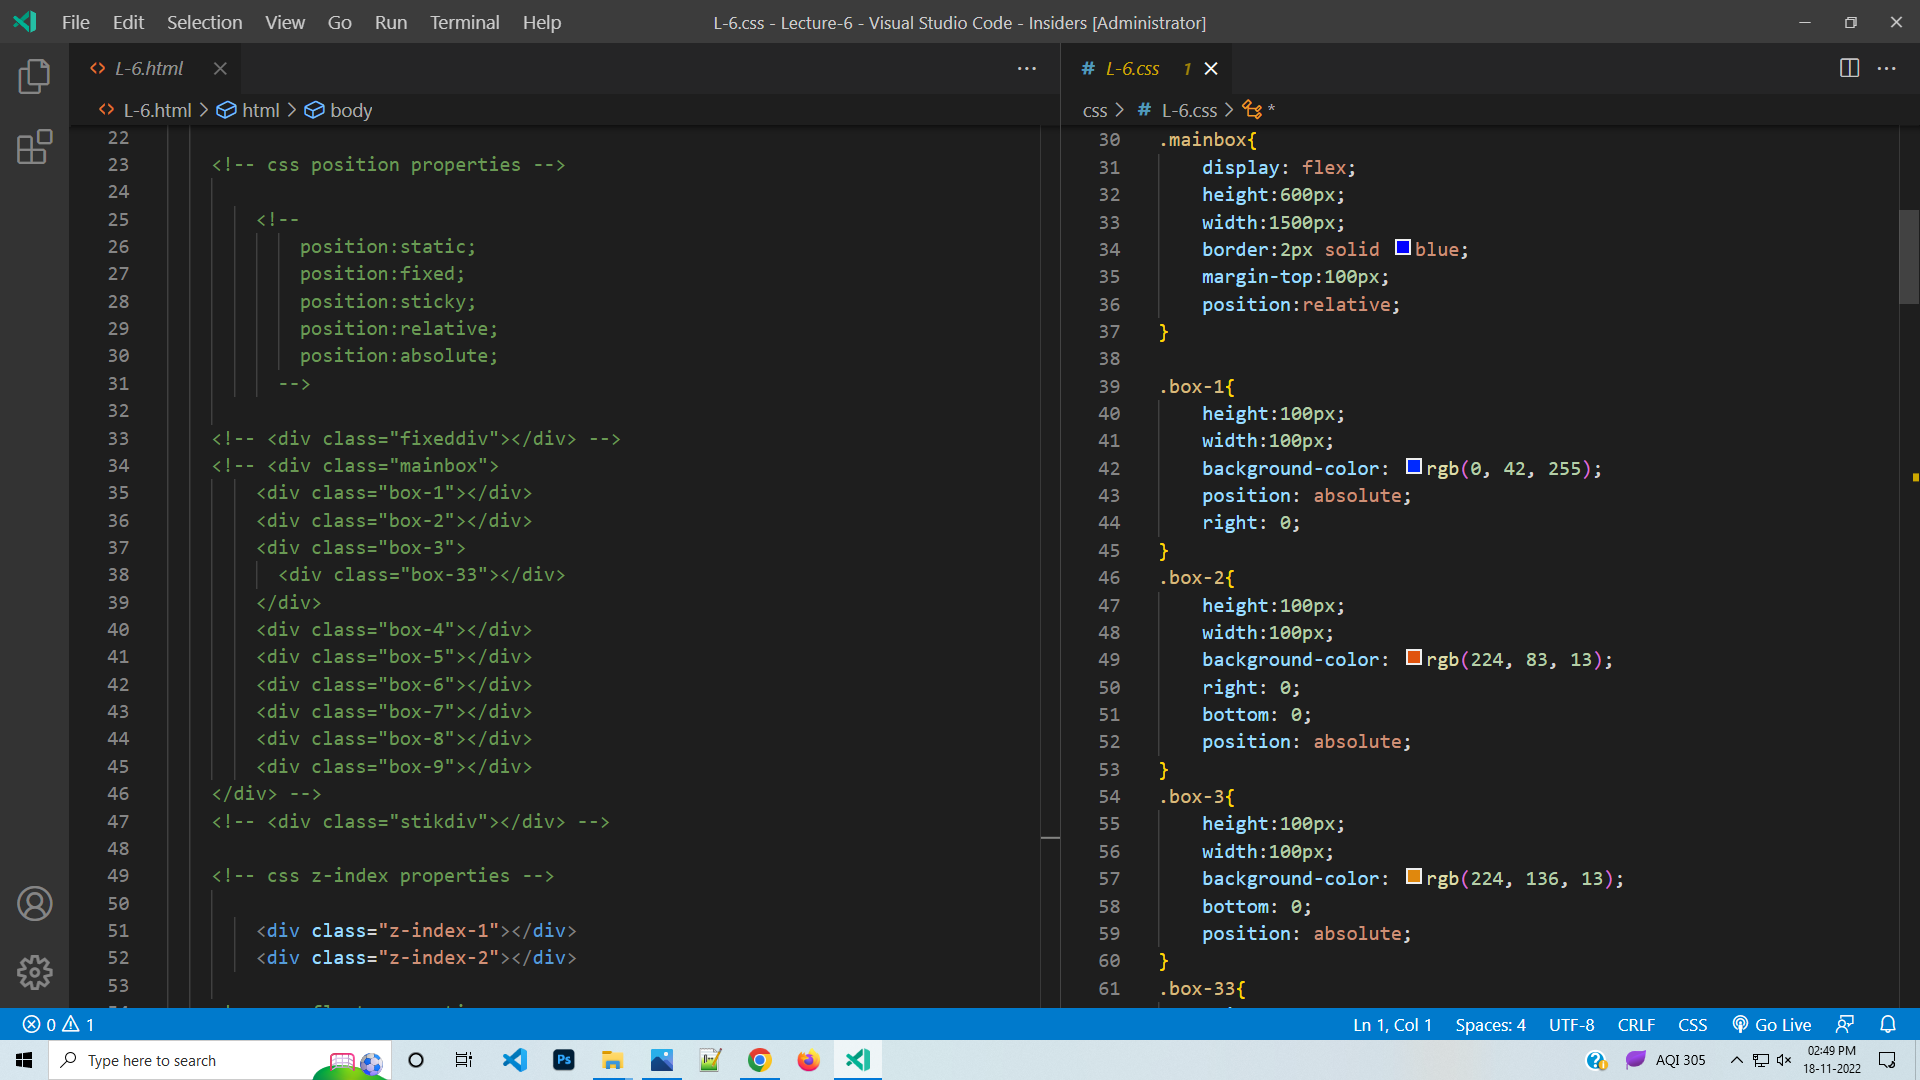 File Edit Selection View Go Run Terminal Help
L-6.css - Lecture-6 - Visual Studio Code - Insiders [Administrator]
L-6.html
L-6.html > html > body
22
23 <!-- css position properties -->
24
25 <!--
26 position:static;
27 position:fixed;
28 position:sticky;
29 position:relative;
30 position:absolute;
31 -->
32
33 <!-- <div class="fixeddiv"></div> -->
34 <!-- <div class="mainbox">
35 <div class="box-1"></div>
36 <div class="box-2"></div>
37 <div class="box-3">
38 <div class="box-33"></div>
39 </div>
40 <div class="box-4"></div>
41 <div class="box-5"></div>
42 <div class="box-6"></div>
43 <div class="box-7"></div>
44 <div class="box-8"></div>
45 <div class="box-9"></div>
46 </div> -->
47 <!-- <div class="stikdiv"></div> -->
48
49 <!-- css z-index properties -->
50
51 <div class="z-index-1"></div>
52 <div class="z-index-2"></div>
53
# L-6.css 1
css > # L-6.css > *
30 .mainbox{
31 display: flex;
32 height:600px;
33 width:1500px;
34 border:2px solid blue;
35 margin-top:100px;
36 position:relative;
37 }
38
39 .box-1{
40 height:100px;
41 width:100px;
42 background-color: rgb(0, 42, 255);
43 position: absolute;
44 right: 0;
45 }
46 .box-2{
47 height:100px;
48 width:100px;
49 background-color: rgb(224, 83, 13);
50 right: 0;
51 bottom: 0;
52 position: absolute;
53 }
54 .box-3{
55 height:100px;
56 width:100px;
57 background-color: rgb(224, 136, 13);
58 bottom: 0;
59 position: absolute;
60 }
61 .box-33{
0 1
Ln 1, Col 1 Spaces: 4 UTF-8 CRLF CSS Go Live
Type here to search
Ps
AQI 305
02:49 PM
18-11-2022